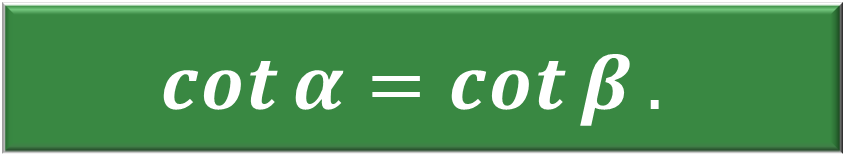 cot α = cot β .